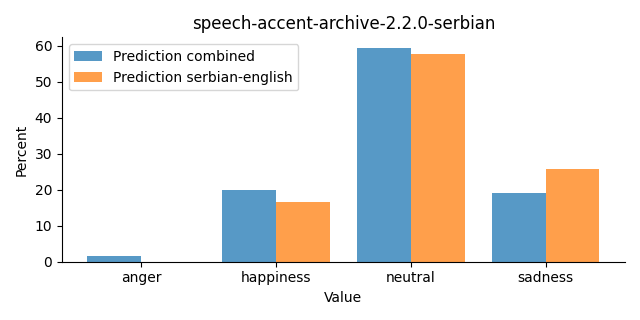 speech-accent-archive-2.2.0-serbian
Prediction combined
Prediction serbian-english
60
50
40
30
20
10
0
Percent
anger happiness neutral sadness
Value